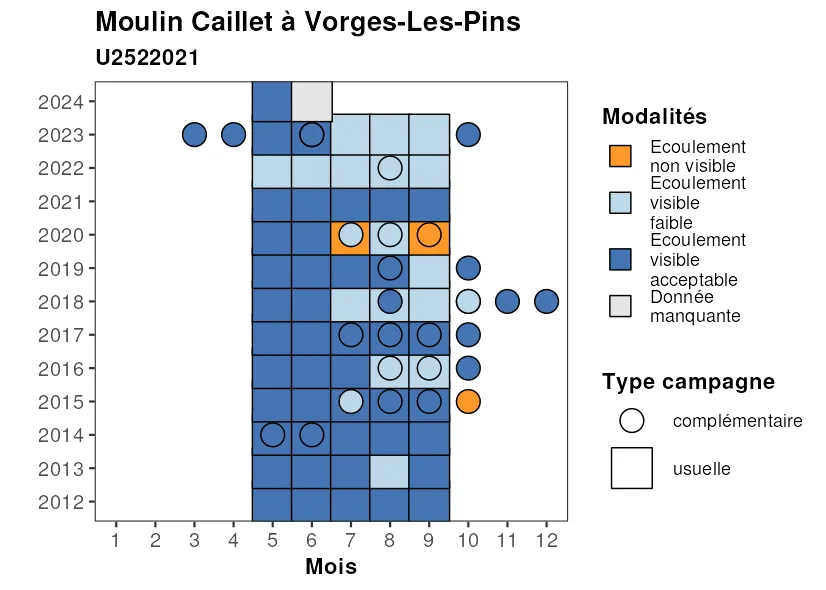 Moulin Caillet à Vorges-Les-Pins
U2522021
2024
2023
2022
2021
2020
2019
2018
2017
2016
2015
2014
2013
2012
1 2 3 4 5 6 7 8 9 10 11 12
Mois
Modalités
Ecoulement
non visible
Ecoulement
visible
faible
Ecoulement
visible
acceptable
Donnée
manquante
Type campagne
complémentaire
usuelle